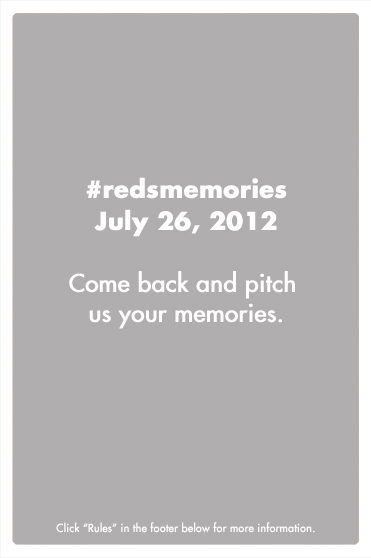 #redsmemories
July 26, 2012
Come back and pitch
us your memories.
Click “Rules” in the footer below for more information.